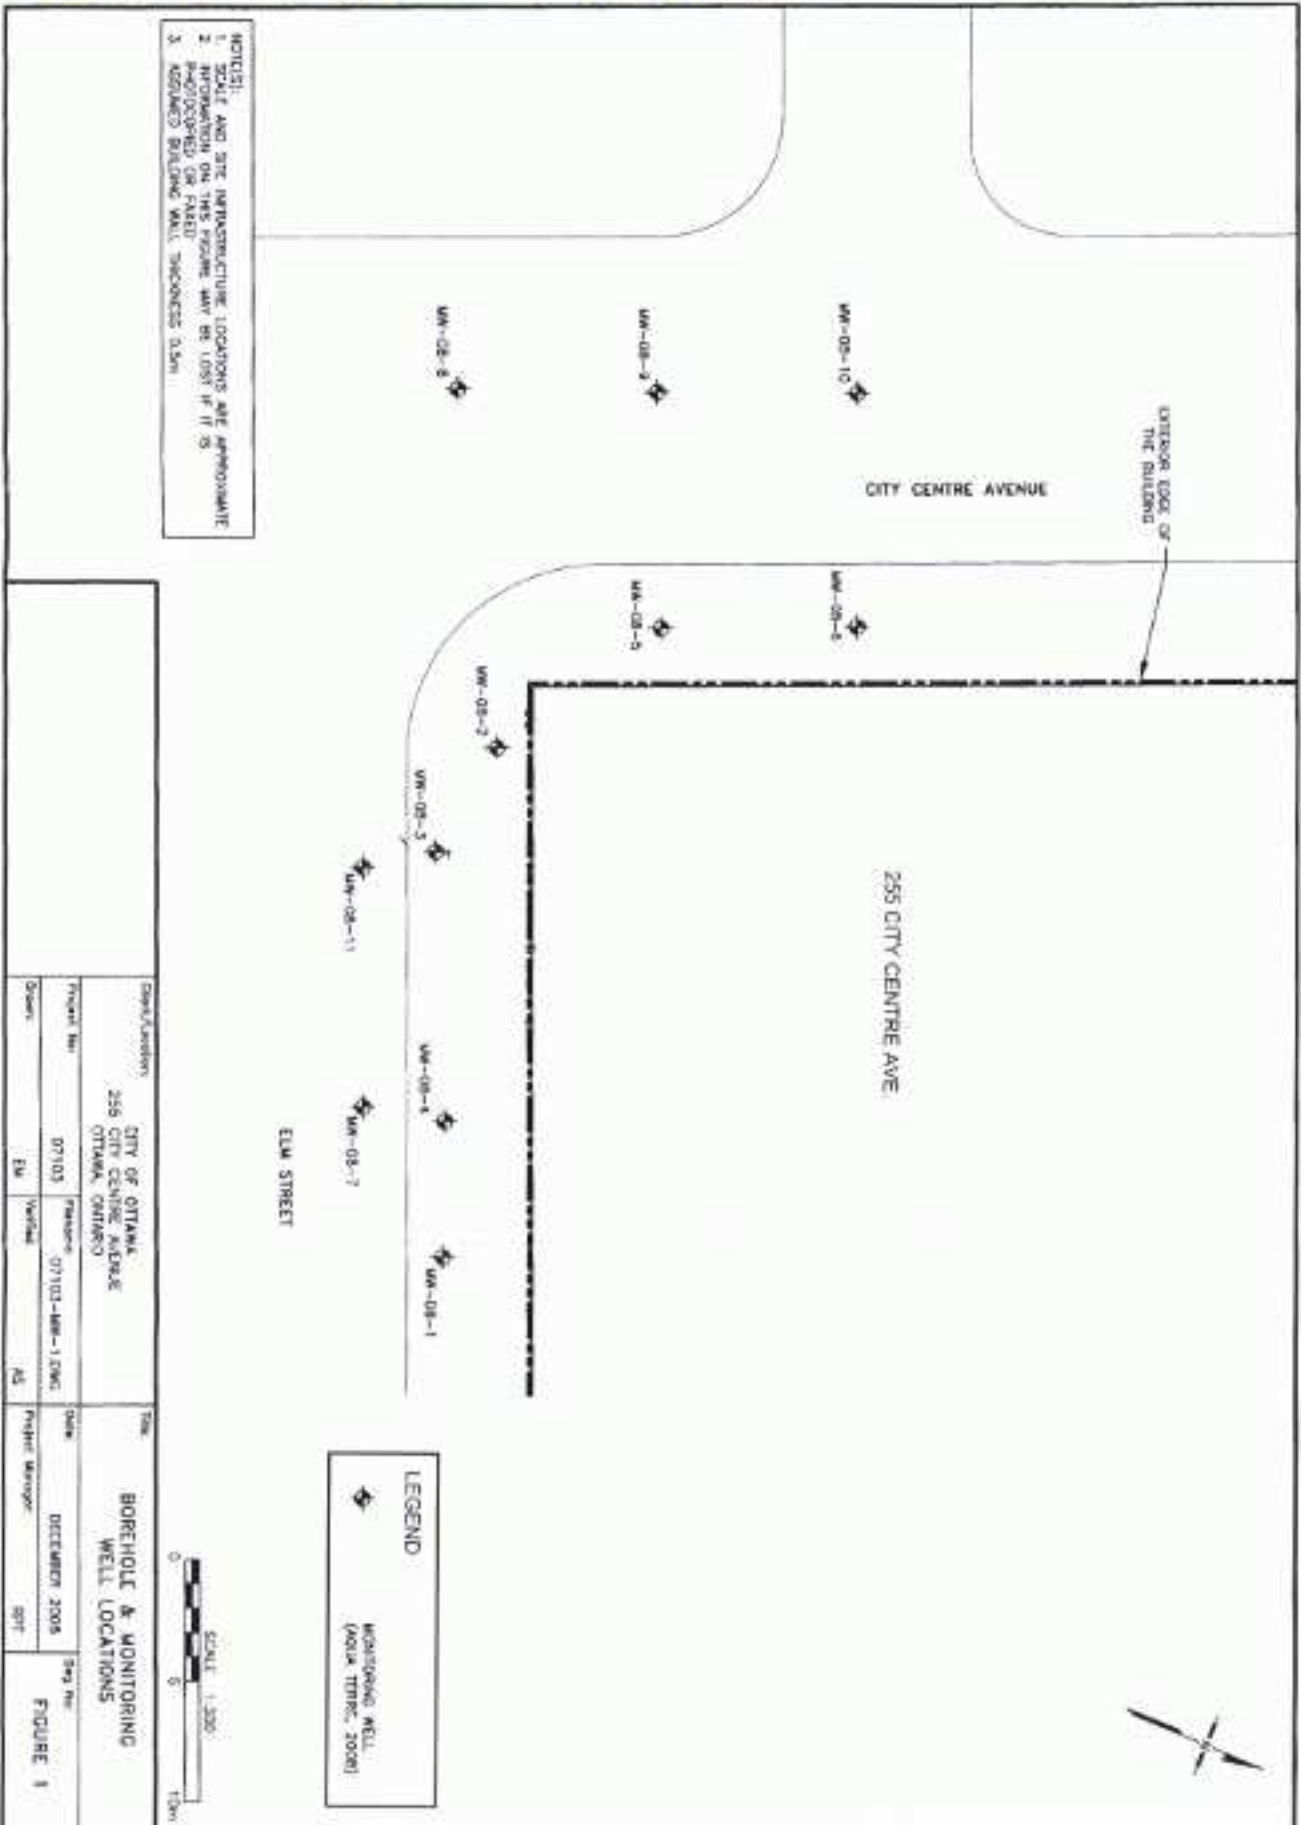 EXTERIOR EDGE OF
THE BUILDING
CITY CENTRE AVENUE
MW-08-10
MW-08-9
MW-08-8
MW-08-6
MW-08-5
255 CITY CENTRE AVE.
MW-08-2
MW-08-3
MW-08-11
MW-08-4
MW-08-7
MW-08-1
ELM STREET
NOTE(S):
1. SCALE AND SITE INFRASTRUCTURE LOCATIONS ARE APPROXIMATE
2. INFORMATION ON THIS FIGURE MAY BE LOST IF IT IS
PHOTOCOPIED OR FAXED
3. ASSUMED BUILDING WALL THICKNESS 0.5m
LEGEND
MONITORING WELL
(AQUA TERRE, 2008)
SCALE 1:300
0 5 10m
Client/Location:
CITY OF OTTAWA
255 CITY CENTRE AVENUE
OTTAWA, ONTARIO
Title:
BOREHOLE & MONITORING
WELL LOCATIONS
Project No: 07103
Filename: 07103-MW-1.DWG
Date: DECEMBER 2008
Dwg No:
FIGURE 1
Drawn: EM
Verified: AS
Project Manager: